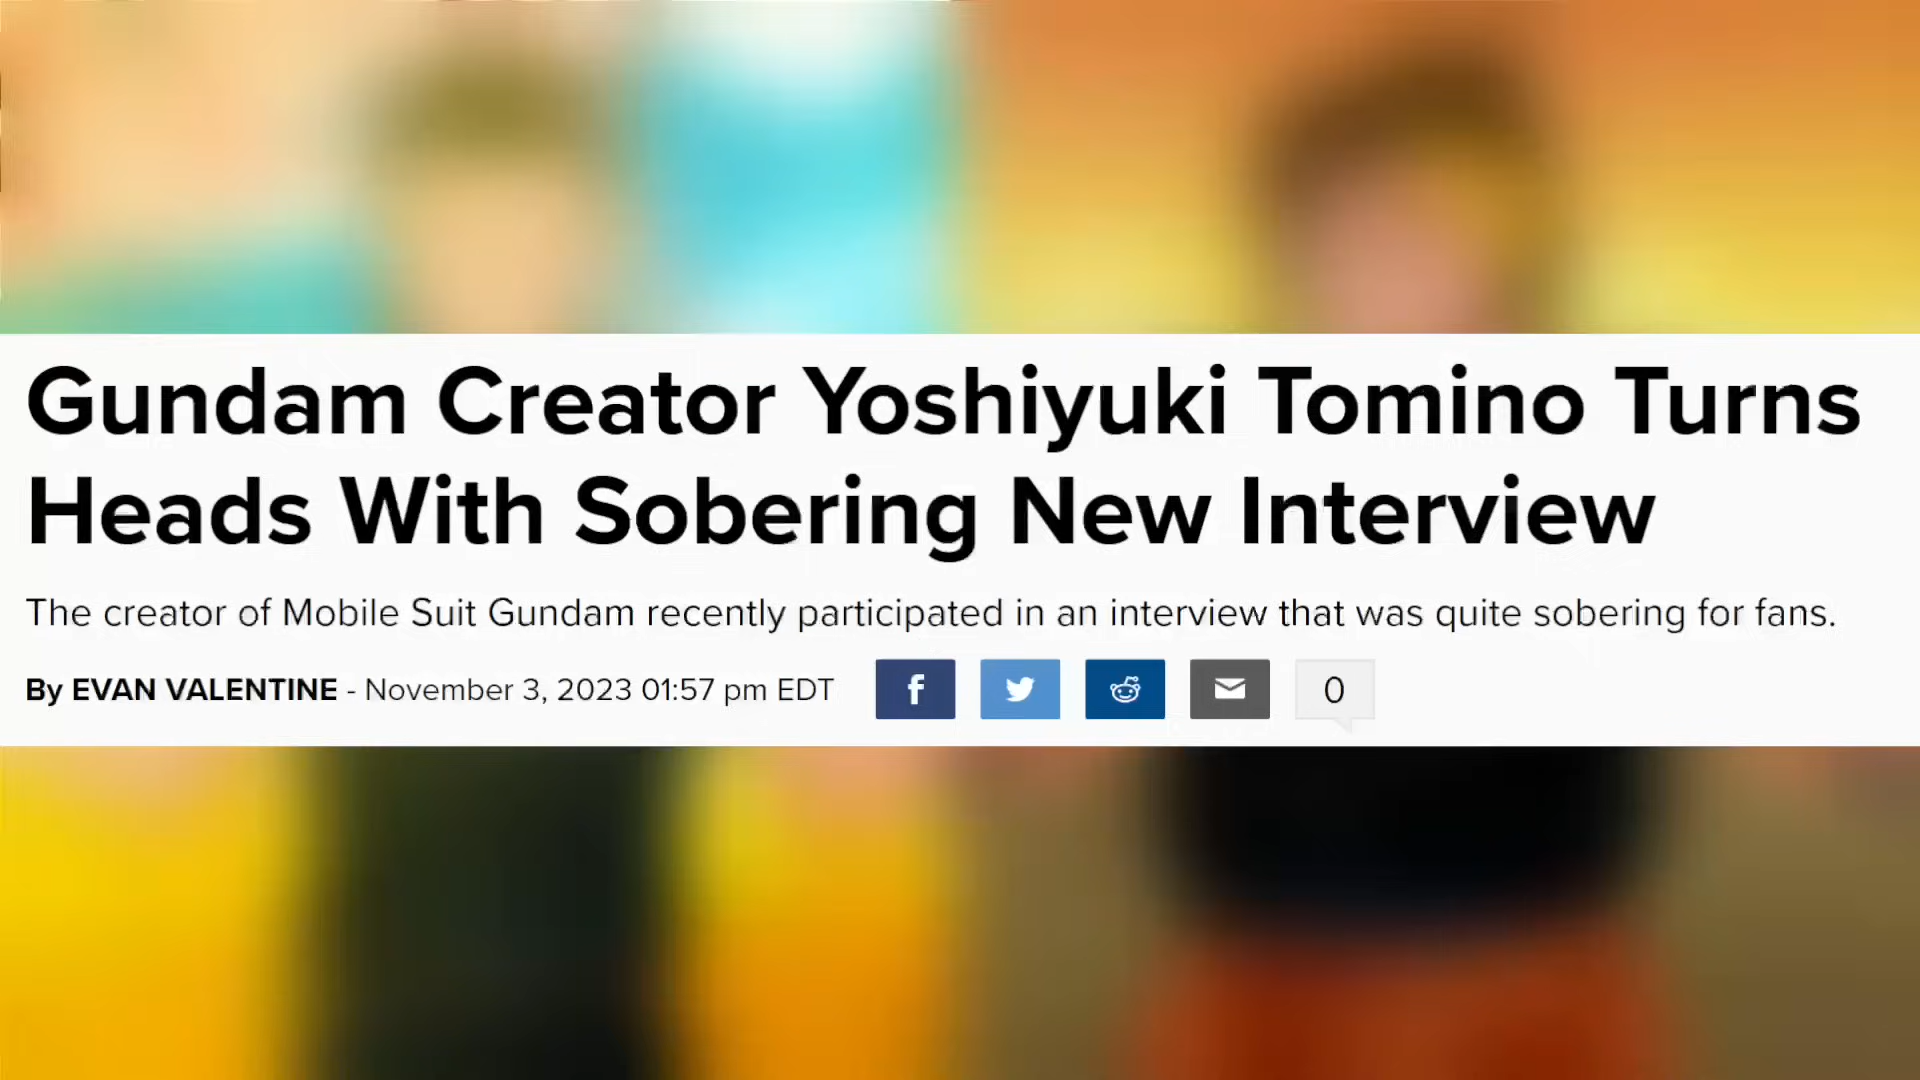 Gundam Creator Yoshiyuki Tomino Turns
Heads With Sobering New Interview
The creator of Mobile Suit Gundam recently participated in an interview that was quite sobering for fans.
By EVAN VALENTINE - November 3, 2023 01:57 pm EDT f 0